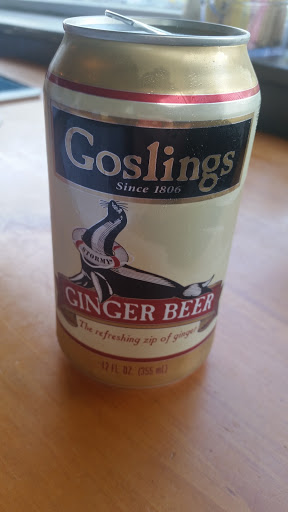 Goslings
Since 1806
STORMY
GINGER BEER
The refreshing zip of ginger
12 FL. OZ. (355 mL)